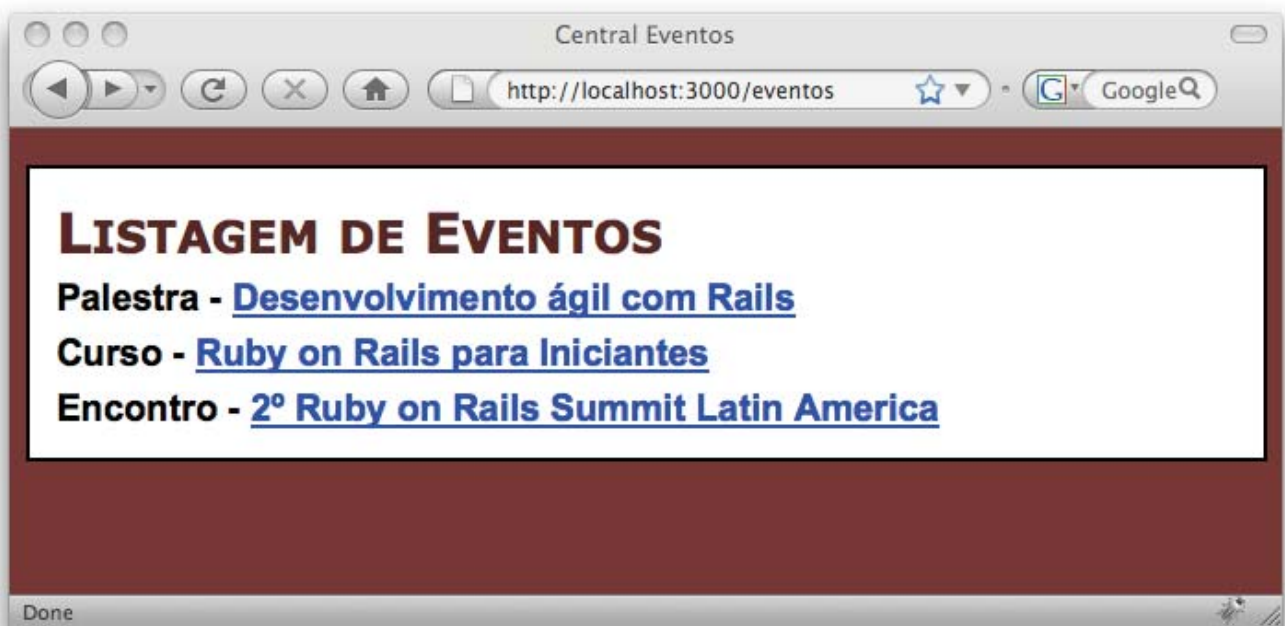 Central Eventos
http://localhost:3000/eventos
G
Google
LISTAGEM DE EVENTOS
Palestra - Desenvolvimento ágil com Rails
Curso - Ruby on Rails para Iniciantes
Encontro - 2º Ruby on Rails Summit Latin America
Done